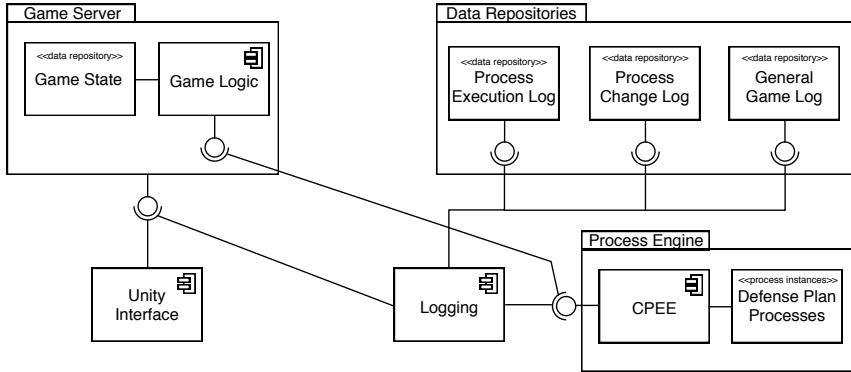 Game Server
<<data repository>>
Game State
Game Logic
Data Repositories
<<data repository>>
Process
Execution Log
<<data repository>>
Process
Change Log
<<data repository>>
General
Game Log
Unity
Interface
Logging
Process Engine
CPEE
<<process instances>>
Defense Plan
Processes